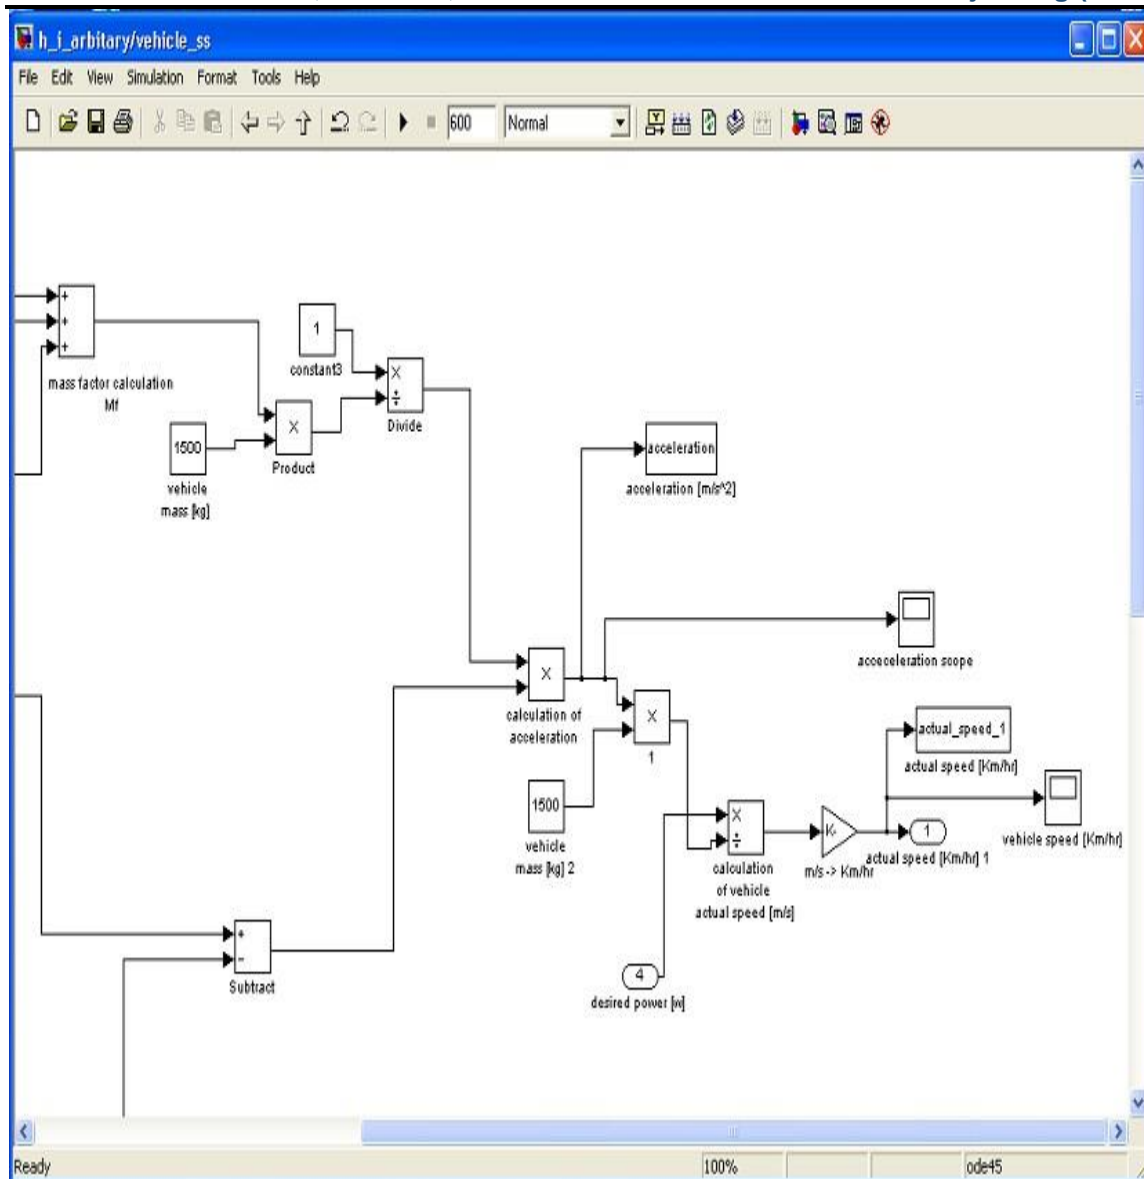 h_i_arbitary/vehicle_ss
File Edit View Simulation Format Tools Help
600 Normal
+
+
+
mass factor calculation
Mf
1
constant3
×
÷
Divide
1500
vehicle
mass [kg]
×
Product
acceleration
acceleration [m/s^2]
acceceleration scope
×
calculation of
acceleration
×
1
1500
vehicle
mass [kg] 2
×
÷
calculation
of vehicle
actual speed [m/s]
K-
m/s -> Km/hr
actual_speed_1
actual speed [Km/hr]
1
actual speed [Km/hr] 1
vehicle speed [Km/hr]
+
-
Subtract
4
desired power [w]
Ready 100% ode45